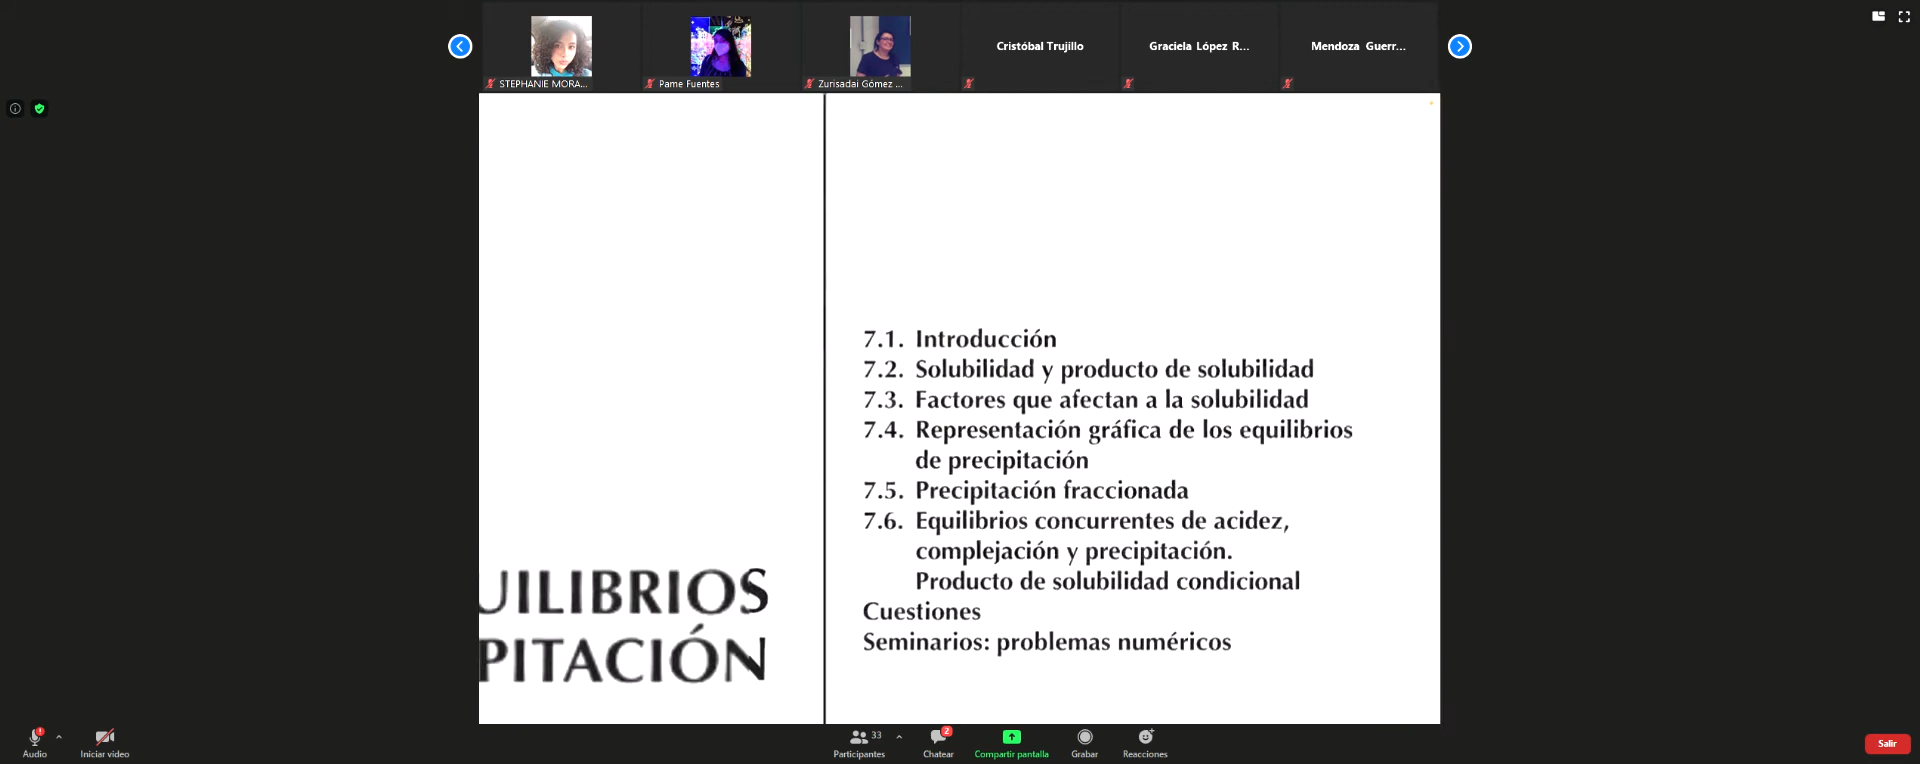 Cristóbal Trujillo
Graciela López R...
Mendoza Guerr...
STEPHANIE MORA...
Pame Fuentes
Zurisadai Gómez ...
UILIBRIOS
PITACIÓN
7.1. Introducción
7.2. Solubilidad y producto de solubilidad
7.3. Factores que afectan a la solubilidad
7.4. Representación gráfica de los equilibrios
de precipitación
7.5. Precipitación fraccionada
7.6. Equilibrios concurrentes de acidez,
complejación y precipitación.
Producto de solubilidad condicional
Cuestiones
Seminarios: problemas numéricos
Audio
Iniciar video
33
Participantes
2
Chatear
Compartir pantalla
Grabar
Reacciones
Salir